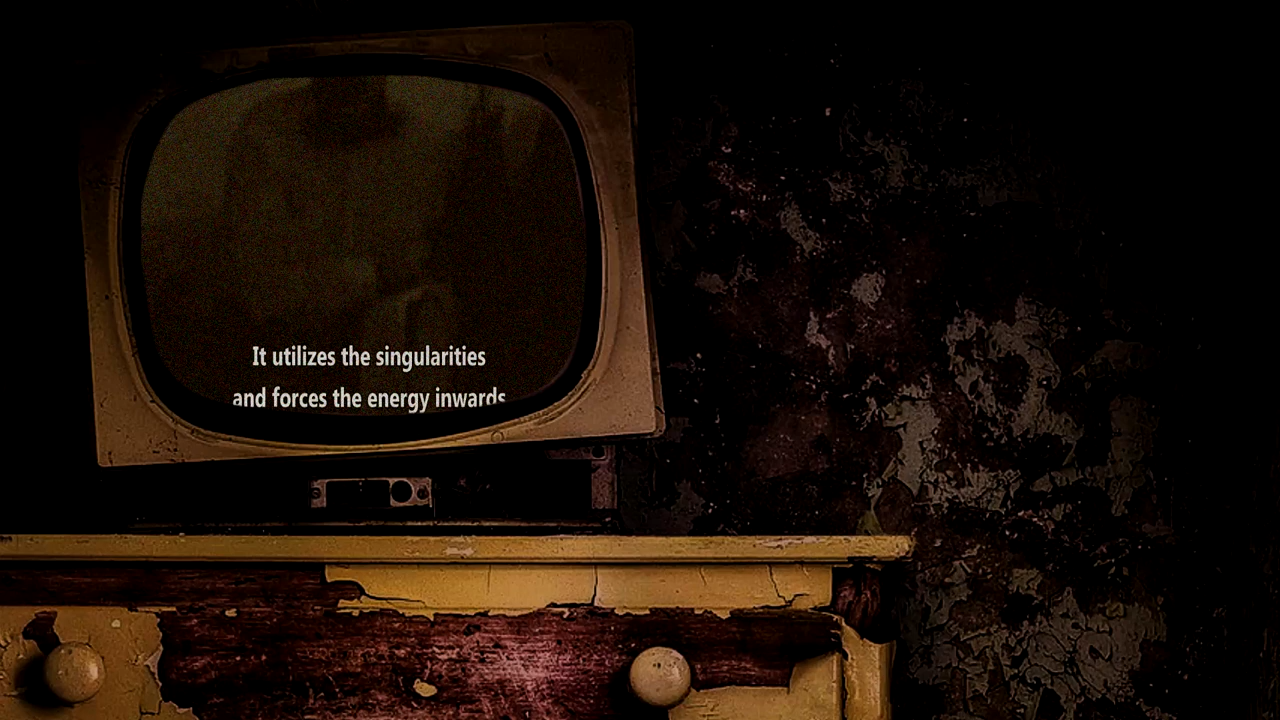 It utilizes the singularities
and forces the energy inwards